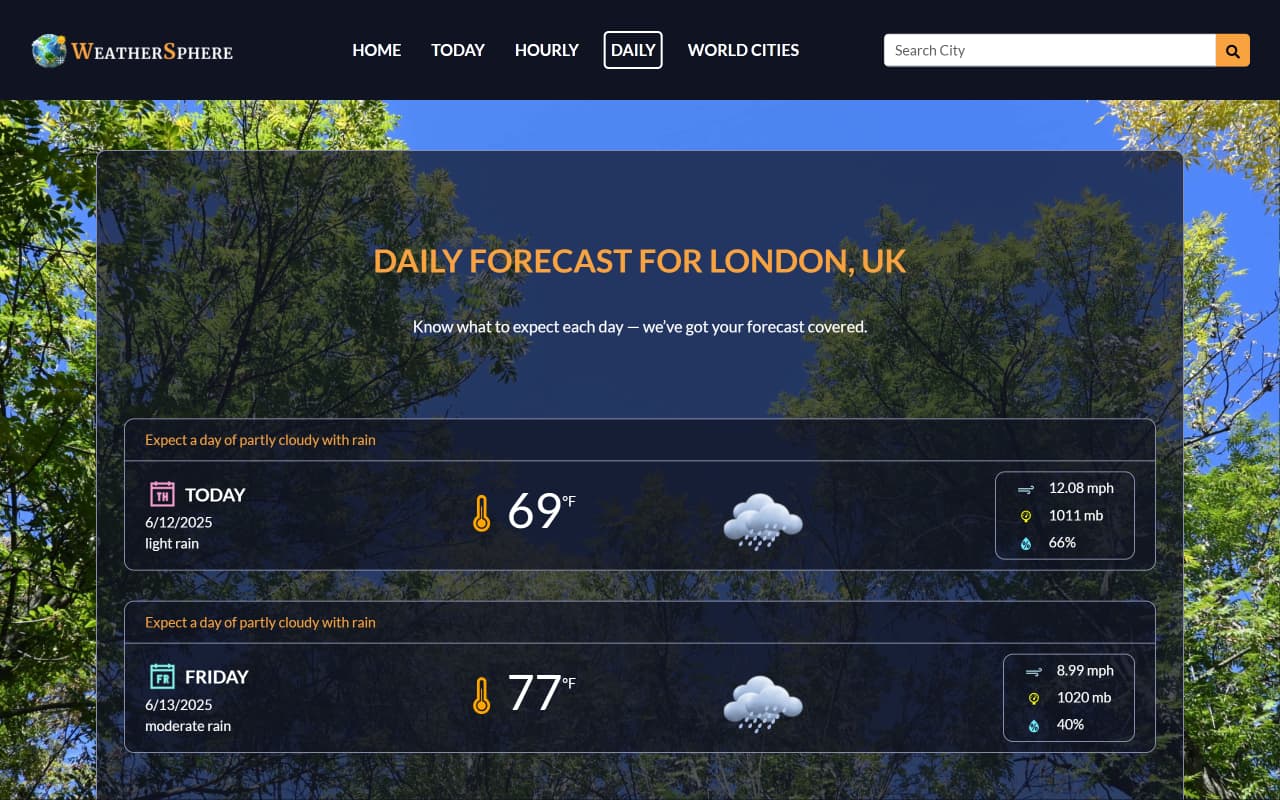 WEATHERSPHERE
HOME TODAY HOURLY DAILY WORLD CITIES
Search City
DAILY FORECAST FOR LONDON, UK
Know what to expect each day — we've got your forecast covered.
Expect a day of partly cloudy with rain
TH TODAY
6/12/2025
light rain
69°F
12.08 mph
1011 mb
66%
Expect a day of partly cloudy with rain
FR FRIDAY
6/13/2025
moderate rain
77°F
8.99 mph
1020 mb
40%